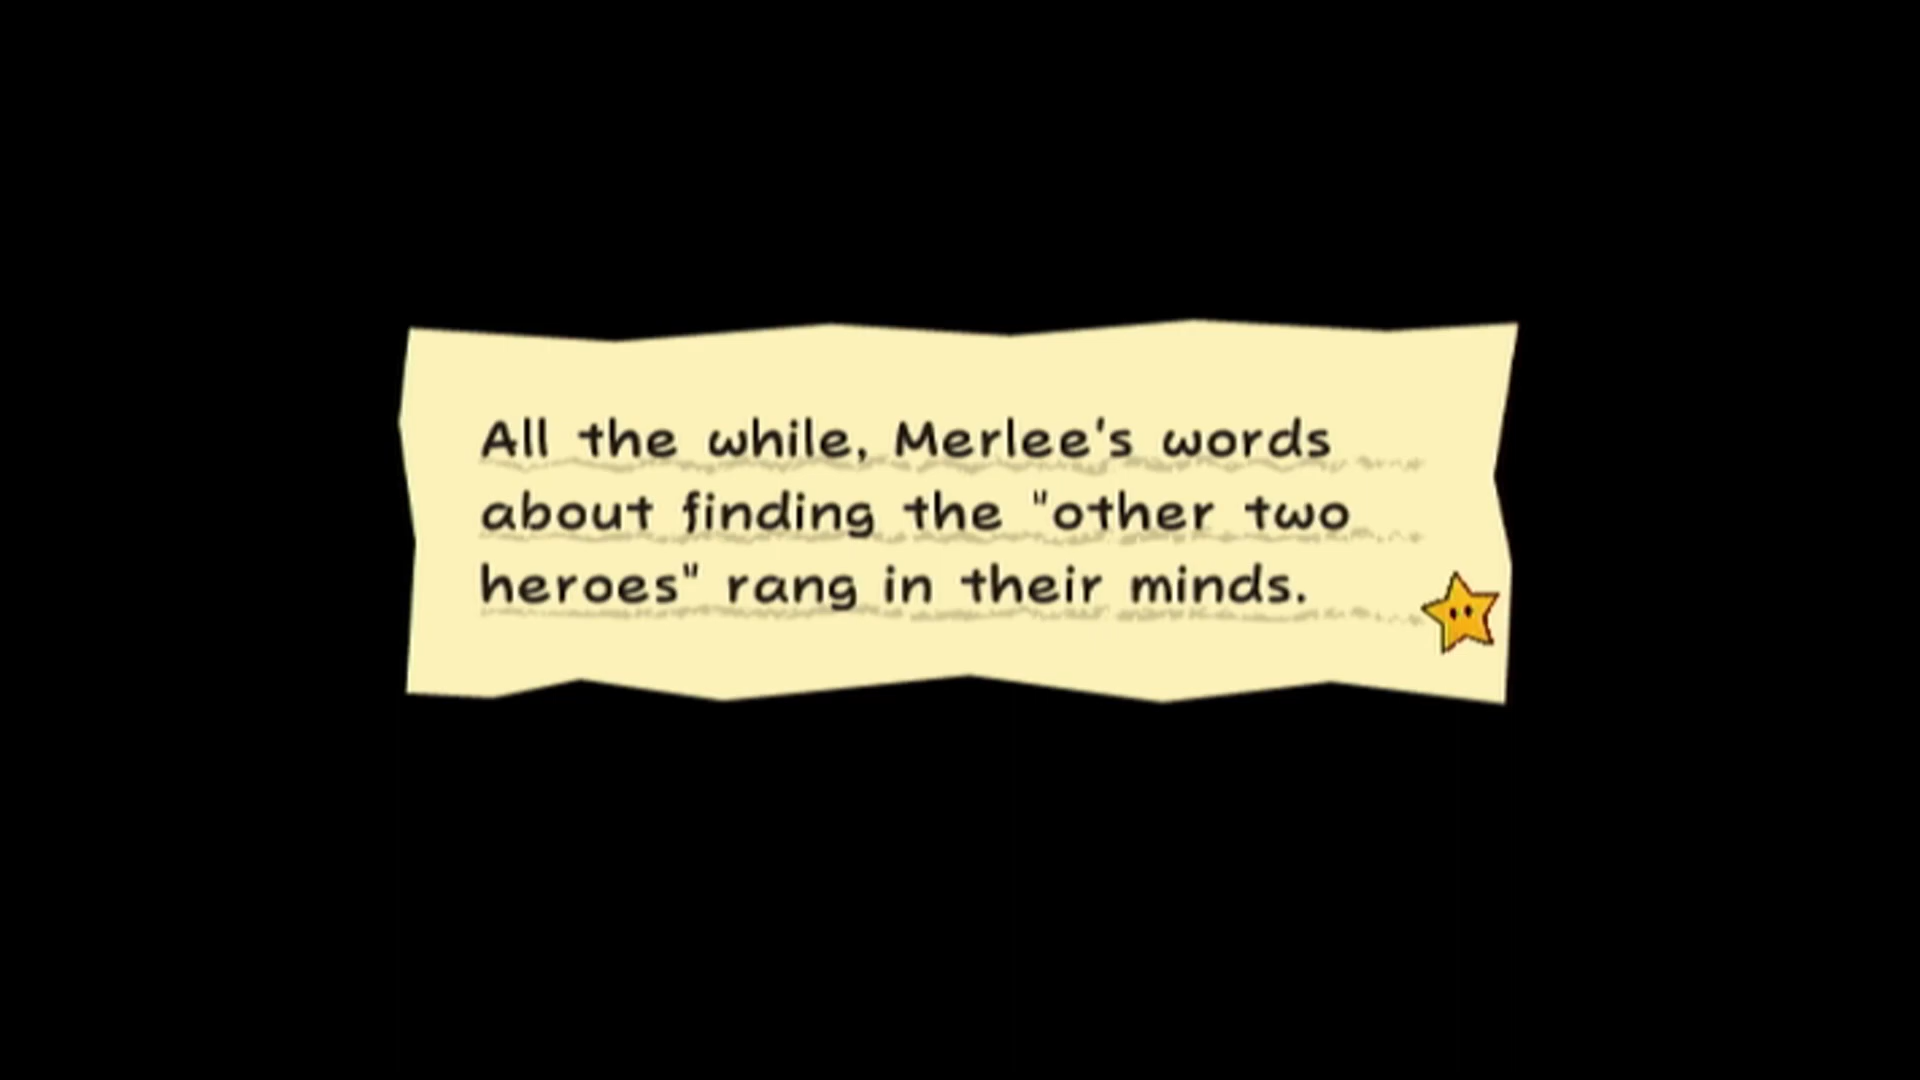 All the while, Merlee's words
about finding the "other two
heroes" rang in their minds.